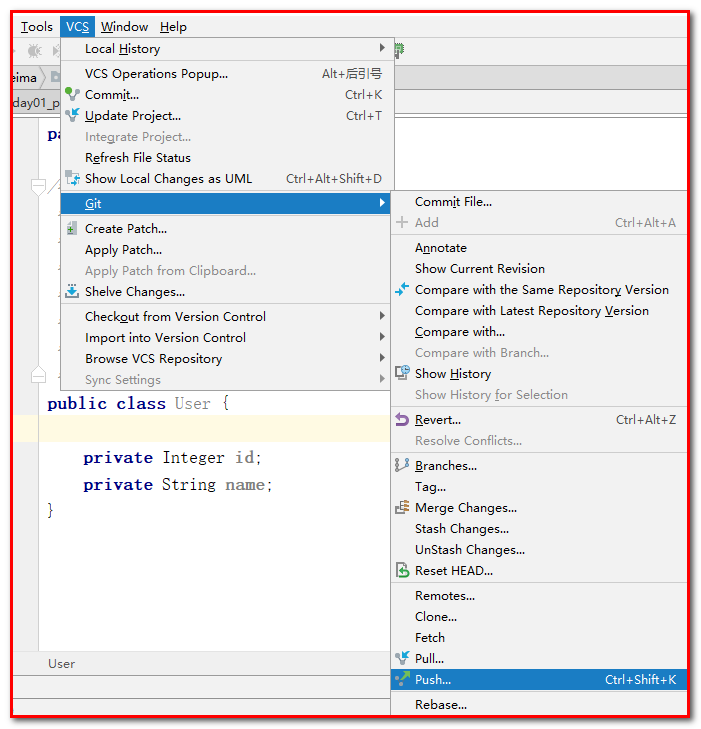 Tools VCS Window Help
Local History
eima
VCS Operations Popup... Alt+后引号
Commit... Ctrl+K
day01_p
Update Project... Ctrl+T
Integrate Project...
Refresh File Status
Show Local Changes as UML Ctrl+Alt+Shift+D
Git
Create Patch...
Apply Patch...
Apply Patch from Clipboard...
Shelve Changes...
Checkout from Version Control
Import into Version Control
Browse VCS Repository
Sync Settings
Commit File...
Add Ctrl+Alt+A
Annotate
Show Current Revision
Compare with the Same Repository Version
Compare with Latest Repository Version
Compare with...
Compare with Branch...
Show History
Show History for Selection
Revert... Ctrl+Alt+Z
Resolve Conflicts...
Branches...
Tag...
Merge Changes...
Stash Changes...
UnStash Changes...
Reset HEAD...
Remotes...
Clone...
Fetch
Pull...
Push... Ctrl+Shift+K
Rebase...
pa
public class User {
private Integer id;
private String name;
}
User